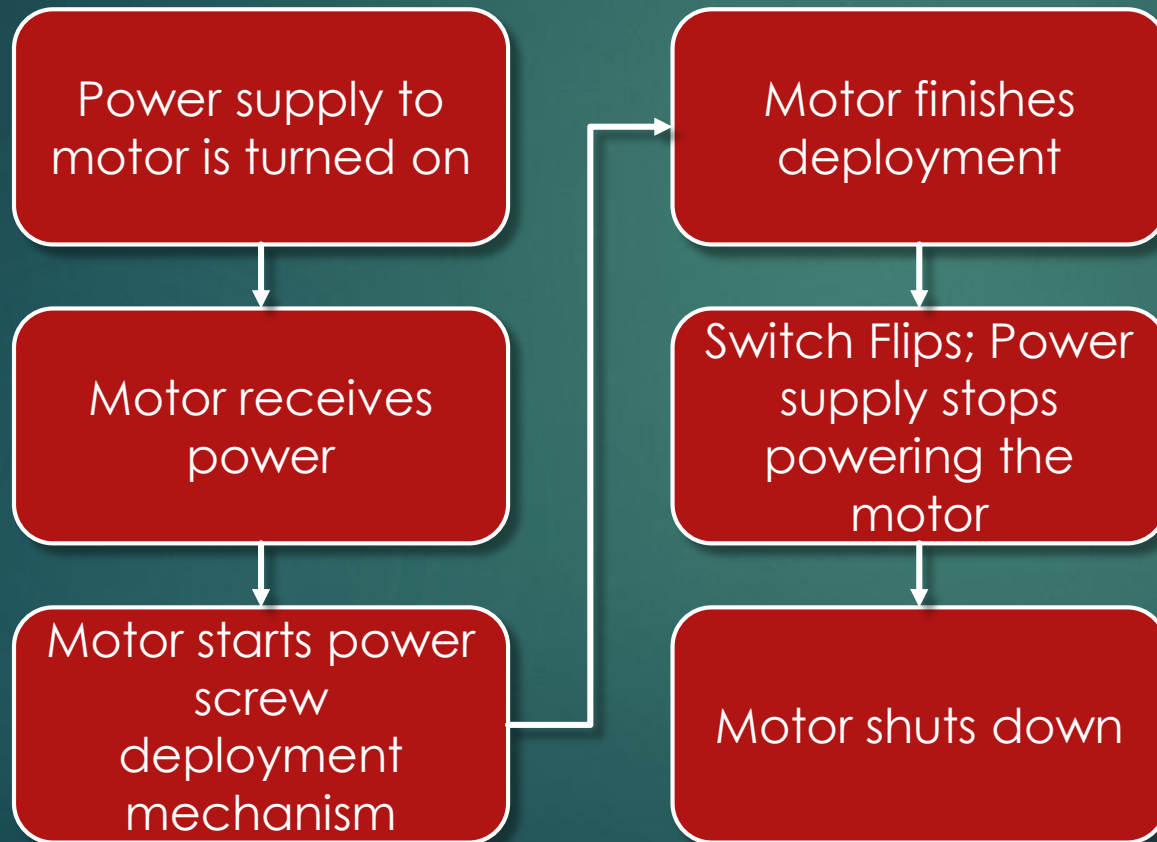 Power supply to
motor is turned on
Motor receives
power
Motor starts power
screw
deployment
mechanism
Motor finishes
deployment
Switch Flips; Power
supply stops
powering the
motor
Motor shuts down